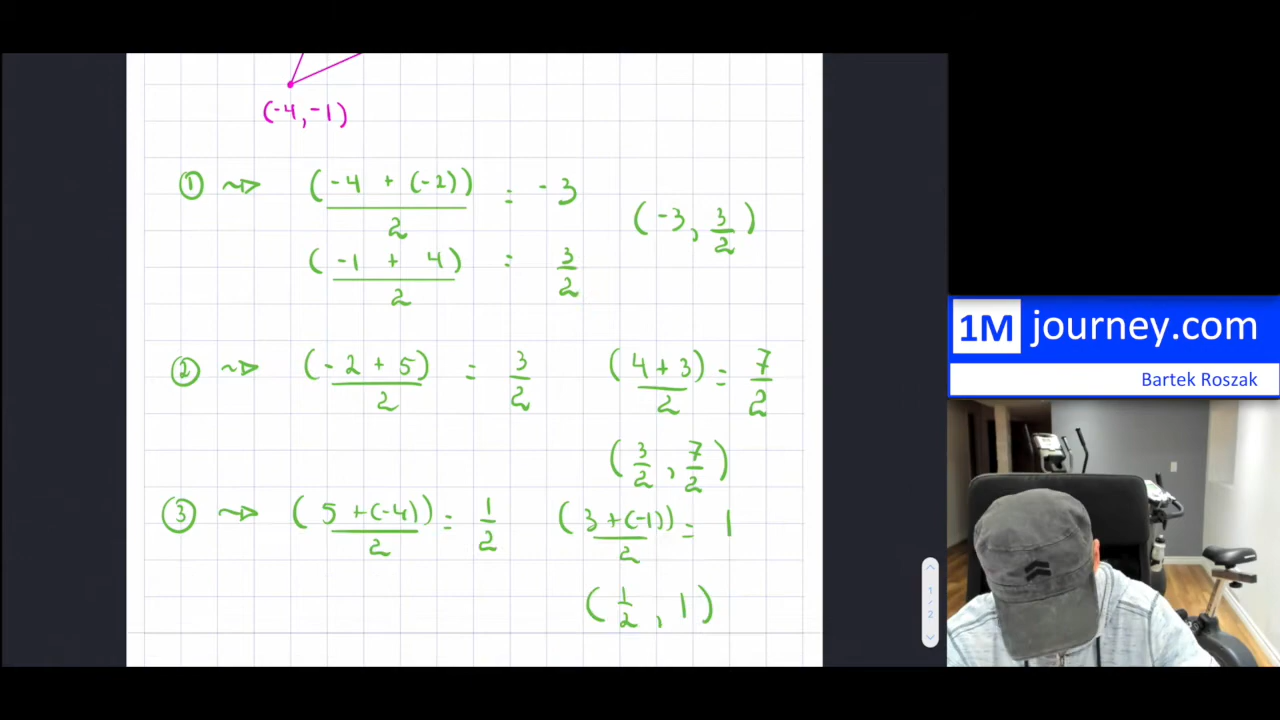 (-4, -1)
① ⇝ (-4 + (-2))/2 = -3
(-3, 3/2)
(-1 + 4)/2 = 3/2
② ⇝ (-2 + 5)/2 = 3/2 (4 + 3)/2 = 7/2
(3/2, 7/2)
③ ⇝ (5 + (-4))/2 = 1/2 (3 + (-1))/2 = 1
(1/2, 1)
1M journey.com
Bartek Roszak
1
/
2